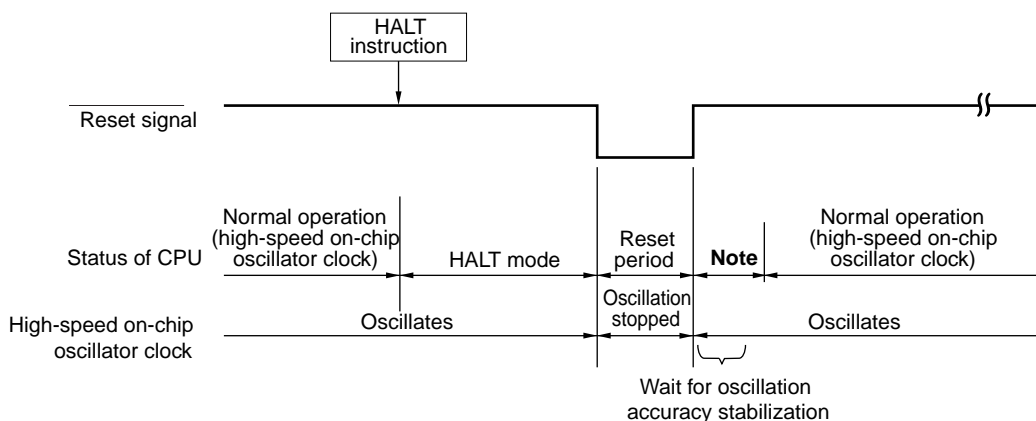 HALT
instruction
Reset signal
Status of CPU
Normal operation
(high-speed on-chip
oscillator clock)
HALT mode
Reset
period
Note
Normal operation
(high-speed on-chip
oscillator clock)
High-speed on-chip
oscillator clock
Oscillates
Oscillation
stopped
Oscillates
Wait for oscillation
accuracy stabilization